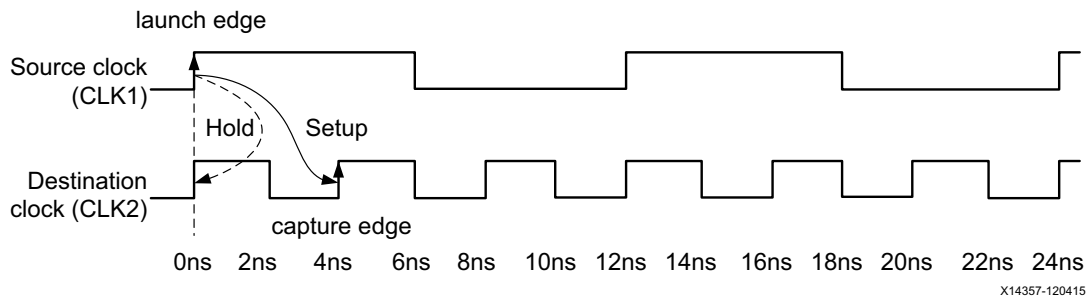 launch edge
Source clock
(CLK1)
Hold
Setup
Destination
clock (CLK2)
capture edge
0ns 2ns 4ns 6ns 8ns 10ns 12ns 14ns 16ns 18ns 20ns 22ns 24ns
X14357-120415